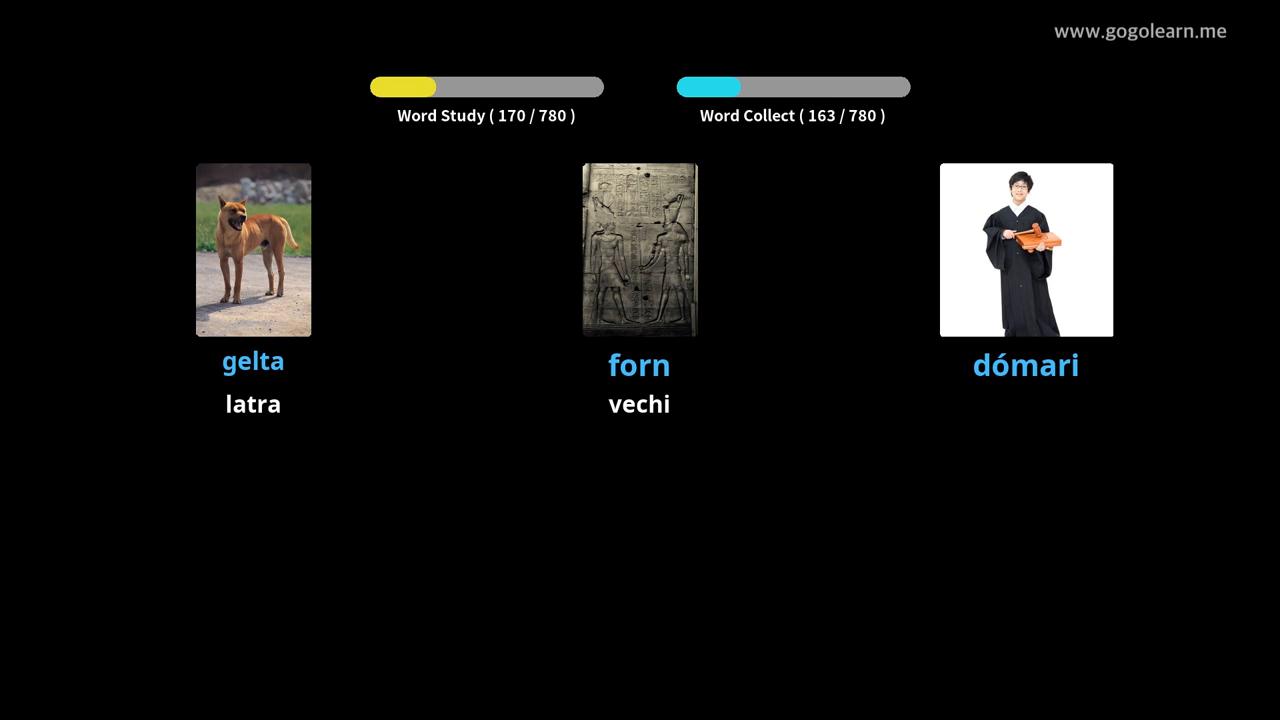 www.gogolearn.me
Word Study ( 170 / 780 )
Word Collect ( 163 / 780 )
gelta
latra
forn
vechi
dómari